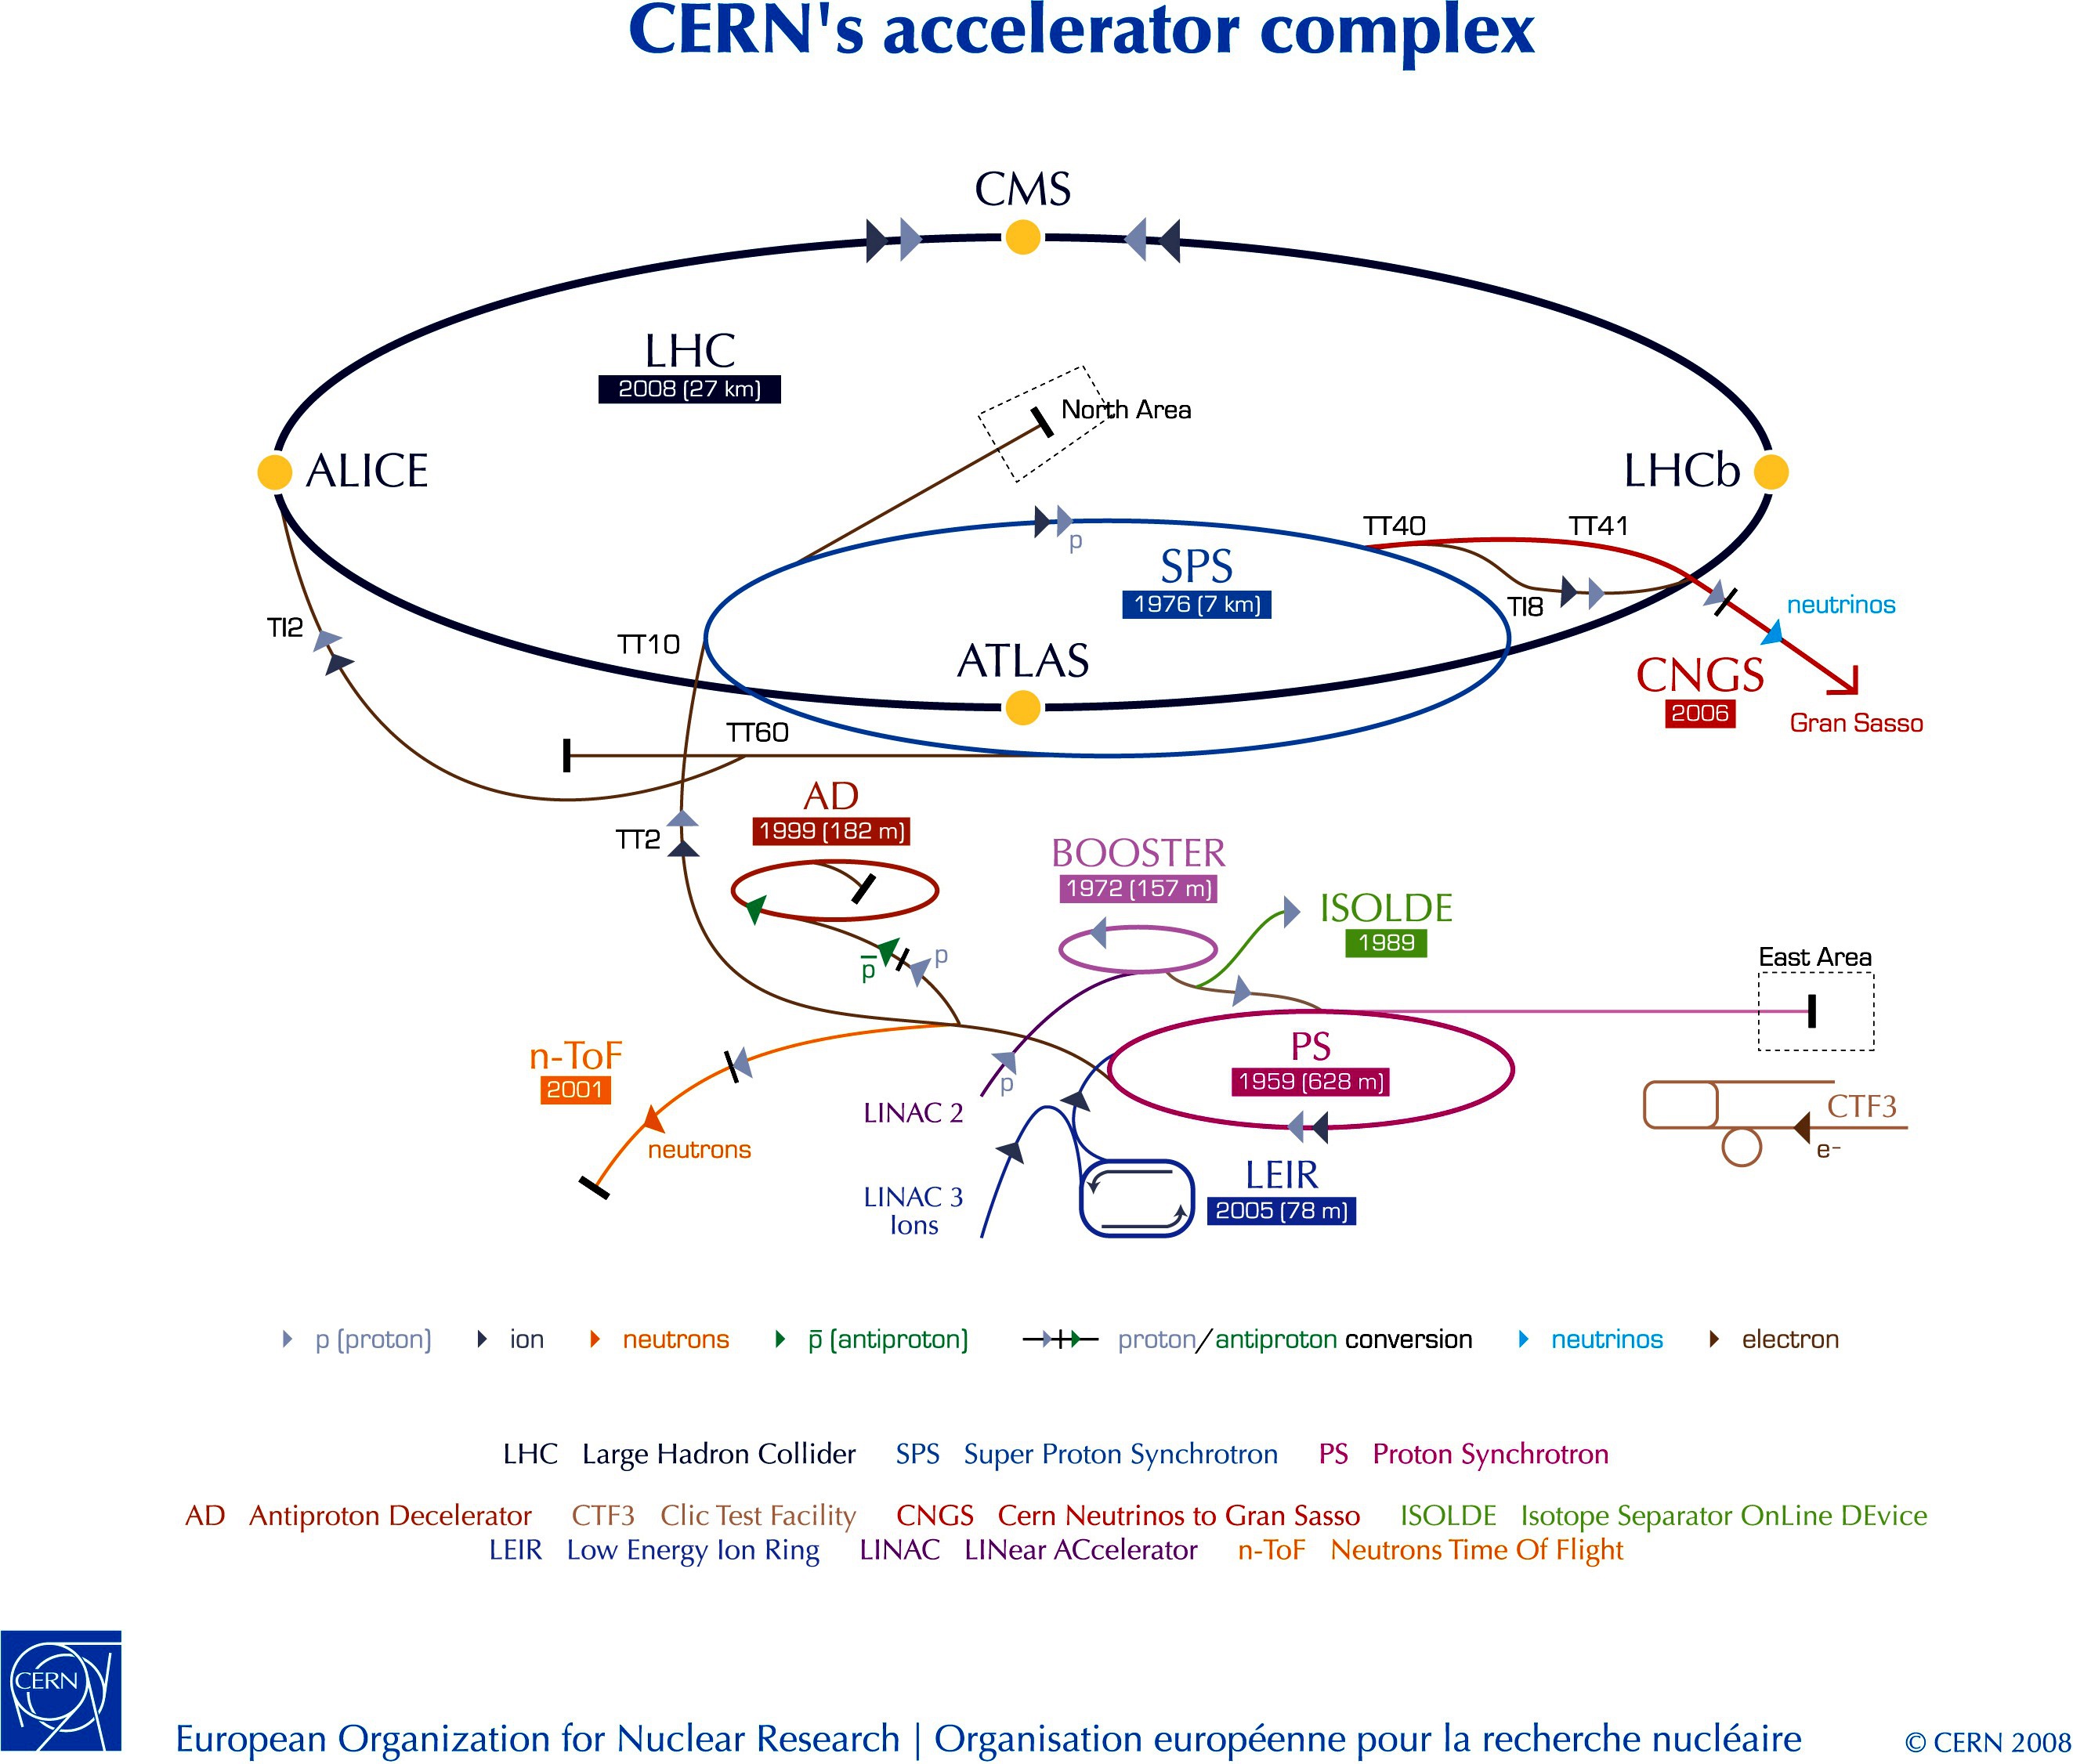 CERN's accelerator complex
CMS
LHC
2008 (27 km)
North Area
ALICE
LHCb
TT40
TT41
p
SPS
1976 (7 km)
TI8
neutrinos
TI2
TT10
ATLAS
CNGS
2006
Gran Sasso
TT60
AD
1999 (182 m)
TT2
BOOSTER
1972 (157 m)
ISOLDE
1989
p
p̅
East Area
n-ToF
2001
neutrons
p
LINAC 2
PS
1959 (628 m)
CTF3
e-
LEIR
2005 (78 m)
LINAC 3
Ions
p (proton) ion neutrons p̅ (antiproton) proton/antiproton conversion neutrinos electron
LHC Large Hadron Collider SPS Super Proton Synchrotron PS Proton Synchrotron
AD Antiproton Decelerator CTF3 Clic Test Facility CNGS Cern Neutrinos to Gran Sasso ISOLDE Isotope Separator OnLine DEvice
LEIR Low Energy Ion Ring LINAC LINear ACcelerator n-ToF Neutrons Time Of Flight
CERN
European Organization for Nuclear Research | Organisation européenne pour la recherche nucléaire
© CERN 2008